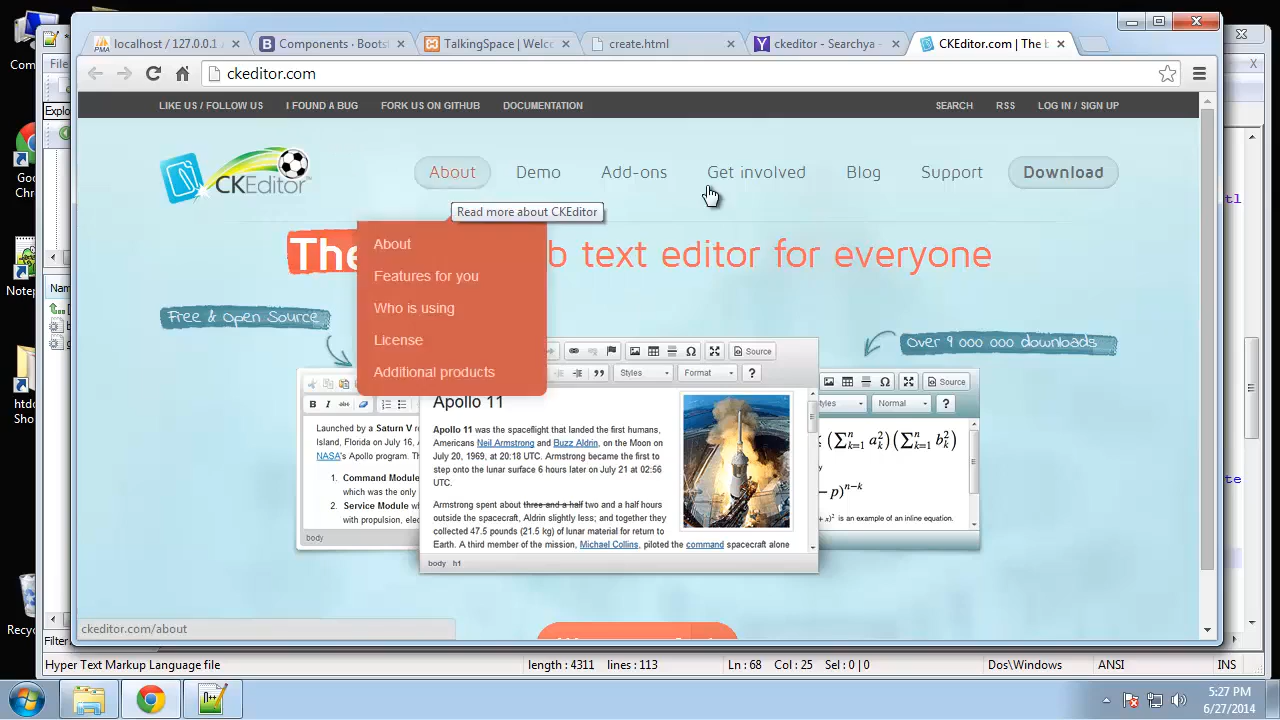 localhost / 127.0.0.1
Components - Boots
TalkingSpace | Welc
create.html
ckeditor - Searchya
CKEditor.com | The b
ckeditor.com
LIKE US / FOLLOW US
I FOUND A BUG
FORK US ON GITHUB
DOCUMENTATION
SEARCH
RSS
LOG IN / SIGN UP
CKEDITOR
About
Demo
Add-ons
Get involved
Blog
Support
Download
Read more about CKEditor
The b text editor for everyone
About
Features for you
Who is using
License
Additional products
Free & Open Source
Over 9 000 000 downloads
Source
Styles
Format
?
Source
Normal
?
B I abc
Launched by a Saturn V
Island, Florida on July 16,
NASA's Apollo program. T
1. Command Module
which was the only
2. Service Module
with propulsion,
body
Apollo 11
Apollo 11 was the spaceflight that landed the first humans,
Americans Neil Armstrong and Buzz Aldrin, on the Moon on
July 20, 1969, at 20:18 UTC. Armstrong became the first to
step onto the lunar surface 6 hours later on July 21 at 02:56
UTC.
Armstrong spent about three and a half two and a half hours
outside the spacecraft, Aldrin slightly less; and together they
collected 47.5 pounds (21.5 kg) of lunar material for return to
Earth. A third member of the mission, Michael Collins, piloted the command spacecraft alone
body h1
is an example of an inline equation.
ckeditor.com/about
Com
Notep
htdo
Recyc
File
Explo
Nam
Filter
Hyper Text Markup Language file
length : 4311 lines : 113
Ln : 68 Col : 25 Sel : 0 | 0
Dos\Windows
ANSI
INS
5:27 PM
6/27/2014